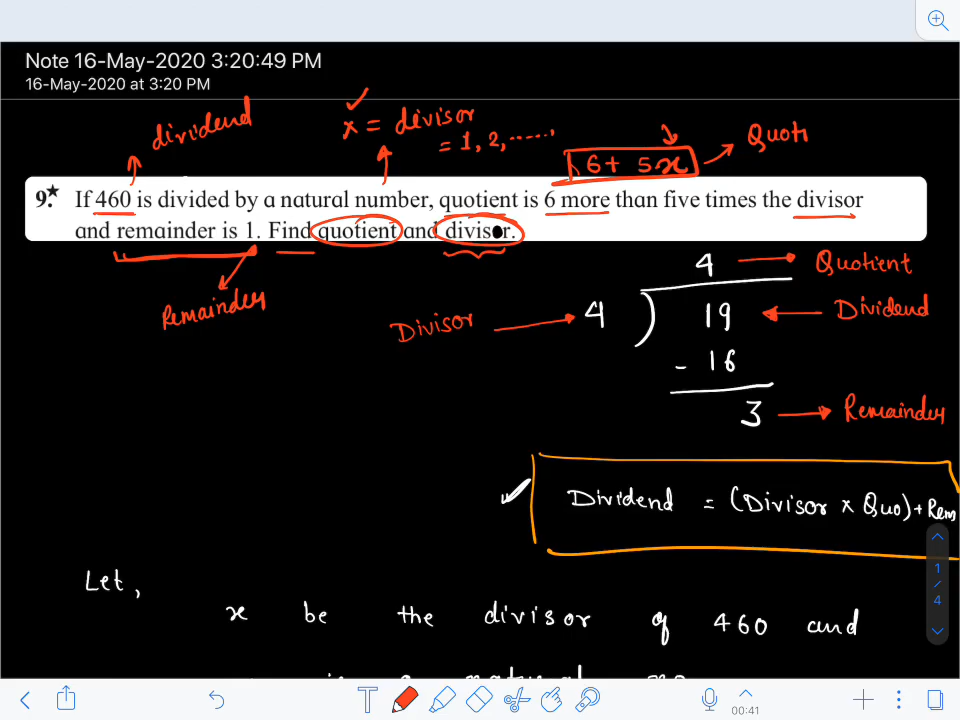 Note 16-May-2020 3:20:49 PM
16-May-2020 at 3:20 PM
dividend
x = divisor
= 1, 2, ......
6 + 5x
Quoti
9.* If 460 is divided by a natural number, quotient is 6 more than five times the divisor
and remainder is 1. Find quotient and divisor.
Remainder
4 Quotient
Divisor 4 ) 19 Dividend
- 16
3 Remainder
Dividend = (Divisor x Quo) + Rem
Let,
x be the divisor of 460 and
is a natural no
1
/
4
T
00:41